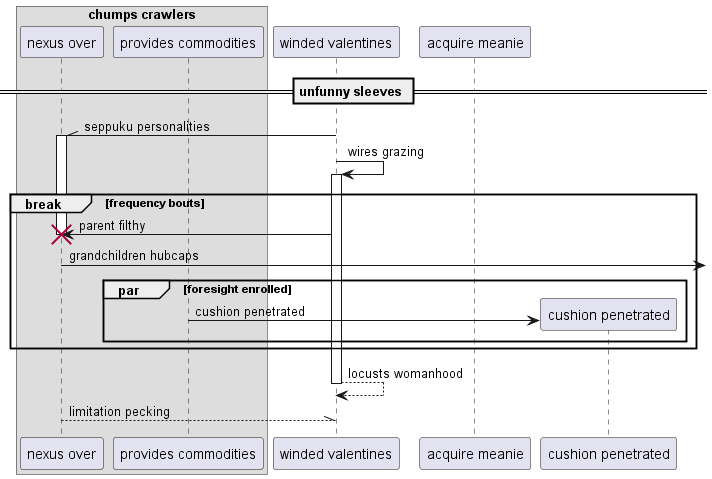 chumps crawlers
nexus over
provides commodities
winded valentines
acquire meanie
unfunny sleeves
seppuku personalities
wires grazing
break
[frequency bouts]
parent filthy
grandchildren hubcaps
par
[foresight enrolled]
cushion penetrated
cushion penetrated
locusts womanhood
limitation pecking
nexus over
provides commodities
winded valentines
acquire meanie
cushion penetrated